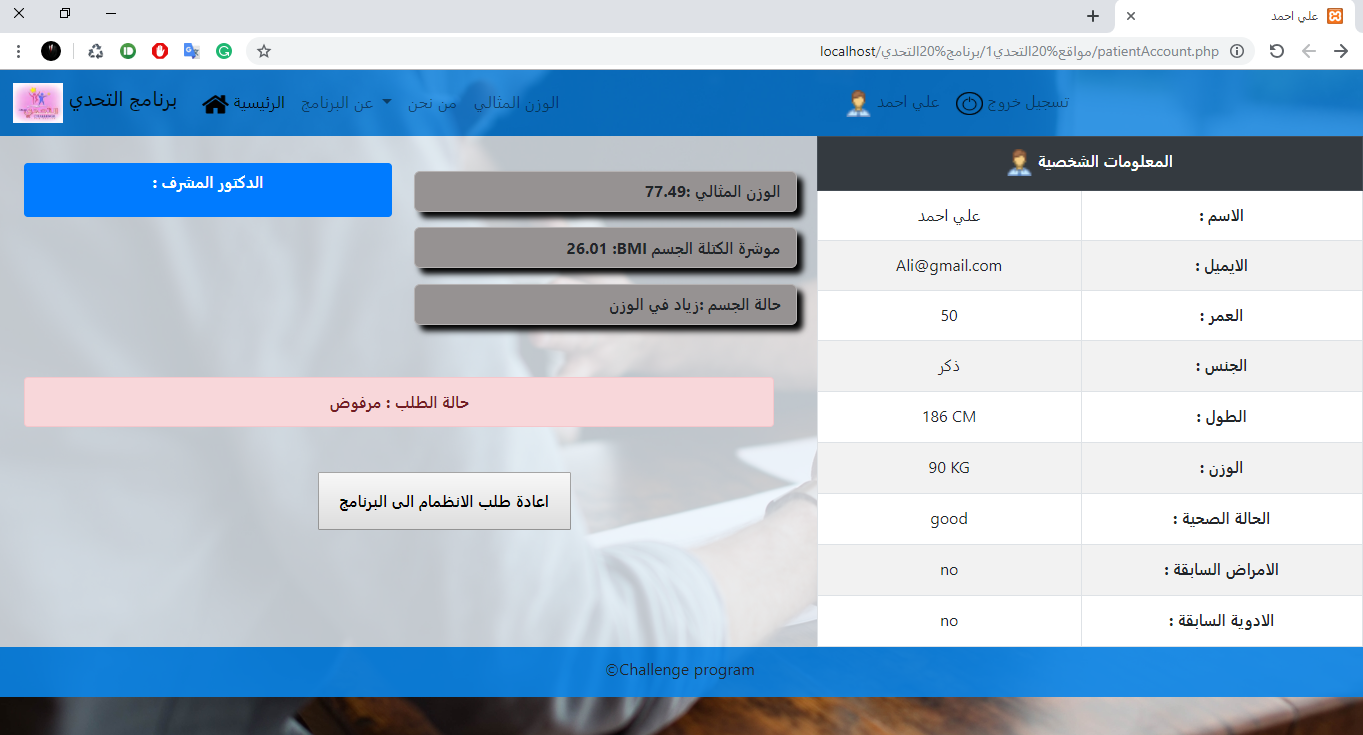 علي احمد
localhost/مواقع%20التحدي1/برنامج%20التحدي/patientAccount.php
برنامج التحدي
الرئيسية
عن البرنامج
من نحن
الوزن المثالي
علي احمد
تسجيل خروج
المعلومات الشخصية
الاسم : علي احمد
الايميل : Ali@gmail.com
العمر : 50
الجنس : ذكر
الطول : 186 CM
الوزن : 90 KG
الحالة الصحية : good
الامراض السابقة : no
الادوية السابقة : no
الوزن المثالي :77.49
موشرة الكتلة الجسم BMI: 26.01
حالة الجسم :زياد في الوزن
الدكتور المشرف :
حالة الطلب : مرفوض
اعادة طلب الانظمام الى البرنامج
©Challenge program